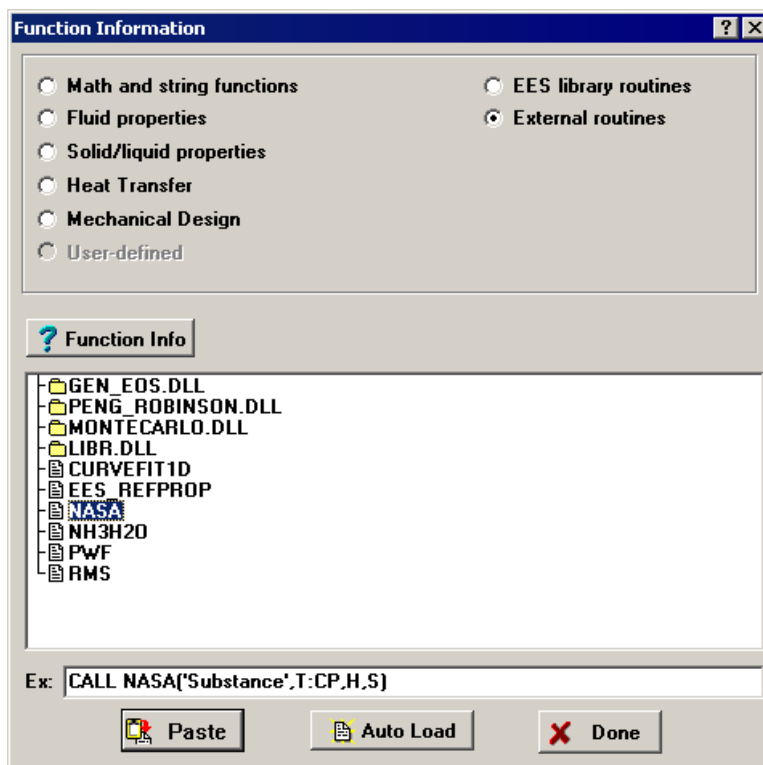 Function Information
Math and string functions
EES library routines
Fluid properties
External routines
Solid/liquid properties
Heat Transfer
Mechanical Design
User-defined
? Function Info
GEN_EOS.DLL
PENG_ROBINSON.DLL
MONTECARLO.DLL
LIBR.DLL
CURVEFIT1D
EES_REFPROP
NASA
NH3H2O
PWF
RMS
Ex: CALL NASA('Substance',T:CP,H,S)
Paste Auto Load Done